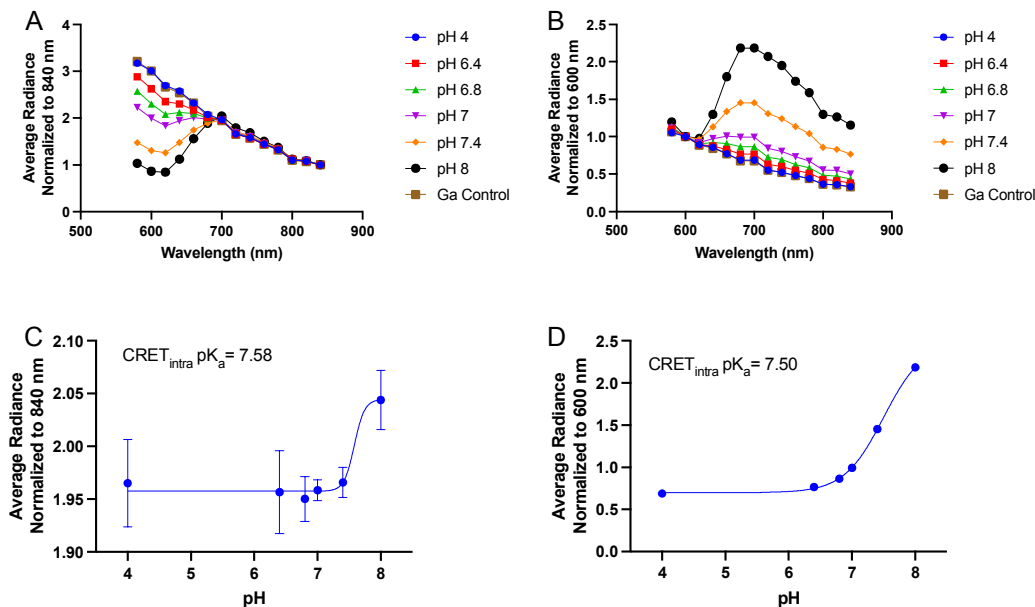 A
Average Radiance
Normalized to 840 nm
4
3
2
1
0
500
600
700
800
900
Wavelength (nm)
pH 4
pH 6.4
pH 6.8
pH 7
pH 7.4
pH 8
Ga Control
B
Average Radiance
Normalized to 600 nm
2.5
2.0
1.5
1.0
0.5
0.0
500
600
700
800
900
Wavelength (nm)
pH 4
pH 6.4
pH 6.8
pH 7
pH 7.4
pH 8
Ga Control
C
CRETintra pKa= 7.58
Average Radiance
Normalized to 840 nm
2.10
2.05
2.00
1.95
1.90
4
5
6
7
8
pH
D
CRETintra pKa= 7.50
Average Radiance
Normalized to 600 nm
2.5
2.0
1.5
1.0
0.5
0.0
4
5
6
7
8
pH